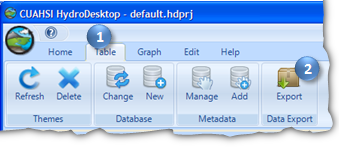 CUAHSI HydroDesktop - default.hdprj
1
Home Table Graph Edit Help
2
Refresh Delete Change New Manage Add Export
Themes Database Metadata Data Export